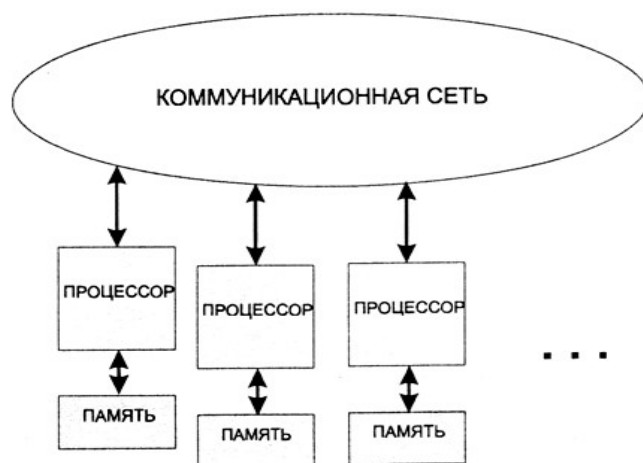 КОММУНИКАЦИОННАЯ СЕТЬ
ПРОЦЕССОР
ПРОЦЕССОР
ПРОЦЕССОР
ПАМЯТЬ
ПАМЯТЬ
ПАМЯТЬ
. . .